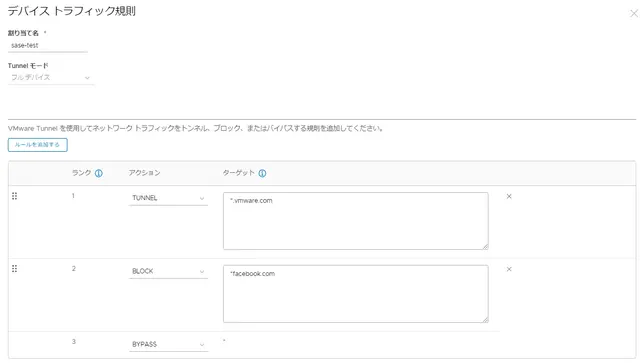 デバイス トラフィック規則
割り当て名 *
sase-test
Tunnel モード
フル デバイス
VMware Tunnel を使用してネットワーク トラフィックをトンネル、ブロック、またはバイパスする規則を追加してください。
ルールを追加する
ランク アクション ターゲット
1 TUNNEL *.vmware.com
2 BLOCK *facebook.com
3 BYPASS *